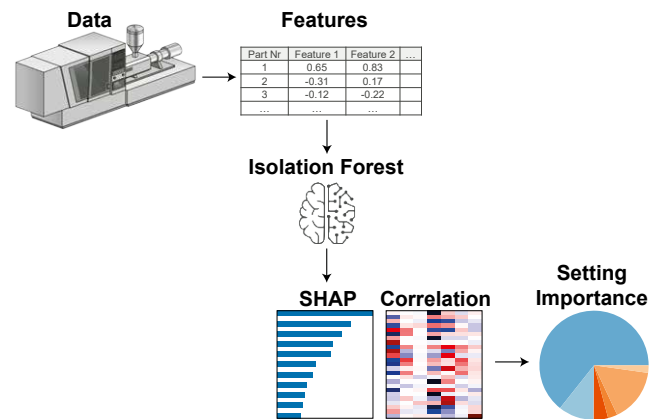 Data
Features
Part Nr Feature 1 Feature 2 ...
1 0.65 0.83
2 -0.31 0.17
3 -0.12 -0.22
... ... ...
Isolation Forest
SHAP
Correlation
Setting
Importance